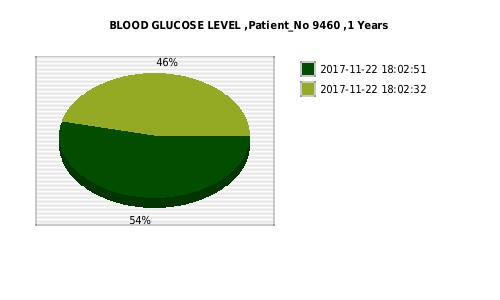 BLOOD GLUCOSE LEVEL ,Patient_No 9460 ,1 Years
46%
2017-11-22 18:02:51
2017-11-22 18:02:32
54%